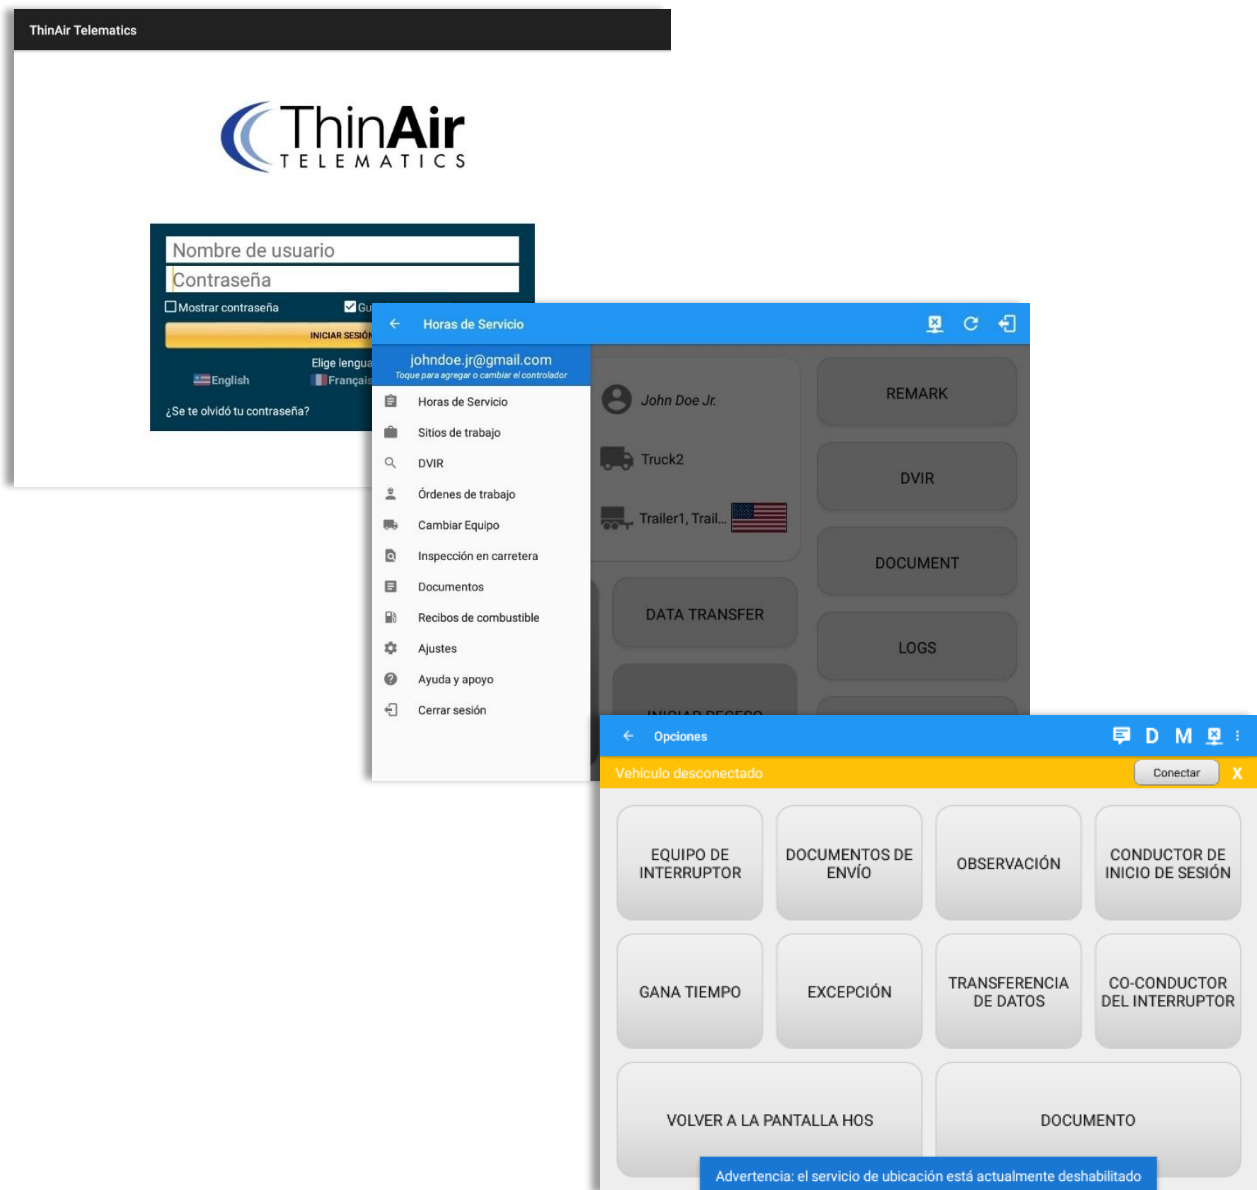 ThinAir Telematics
ThinAir
TELEMATICS
Nombre de usuario
Contraseña
Mostrar contraseña
Gu
INICIAR SESIÓN
Elige lengua
English
Français
¿Se te olvidó tu contraseña?
Horas de Servicio
johndoe.jr@gmail.com
Toque para agregar o cambiar el controlador
Horas de Servicio
Sitios de trabajo
DVIR
Órdenes de trabajo
Cambiar Equipo
Inspección en carretera
Documentos
Recibos de combustible
Ajustes
Ayuda y apoyo
Cerrar sesión
John Doe Jr.
Truck2
Trailer1, Trail...
DATA TRANSFER
REMARK
DVIR
DOCUMENT
LOGS
Opciones
D M
Vehículo desconectado
Conectar X
EQUIPO DE
INTERRUPTOR
DOCUMENTOS DE
ENVÍO
OBSERVACIÓN
CONDUCTOR DE
INICIO DE SESIÓN
GANA TIEMPO
EXCEPCIÓN
TRANSFERENCIA
DE DATOS
CO-CONDUCTOR
DEL INTERRUPTOR
VOLVER A LA PANTALLA HOS
DOCUMENTO
Advertencia: el servicio de ubicación está actualmente deshabilitado